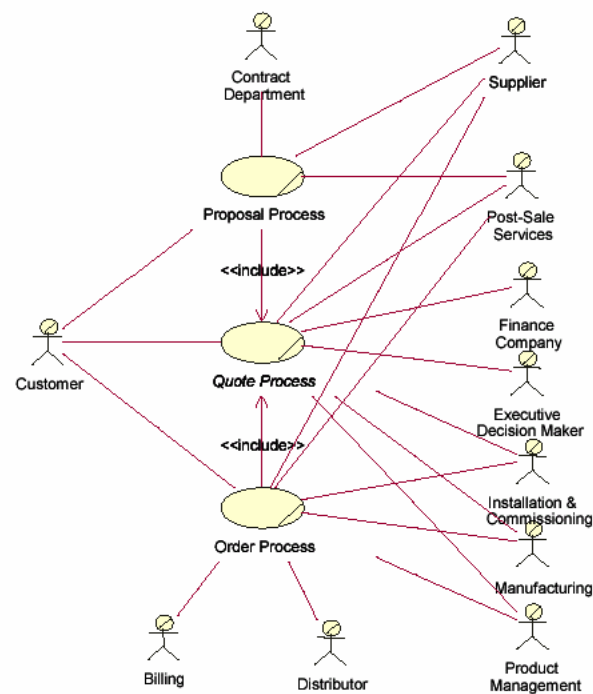 Contract
Department
Supplier
Proposal Process
Post-Sale
Services
<<include>>
Finance
Company
Customer
Quote Process
Executive
Decision Maker
<<include>>
Installation &
Commissioning
Order Process
Manufacturing
Billing
Distributor
Product
Management